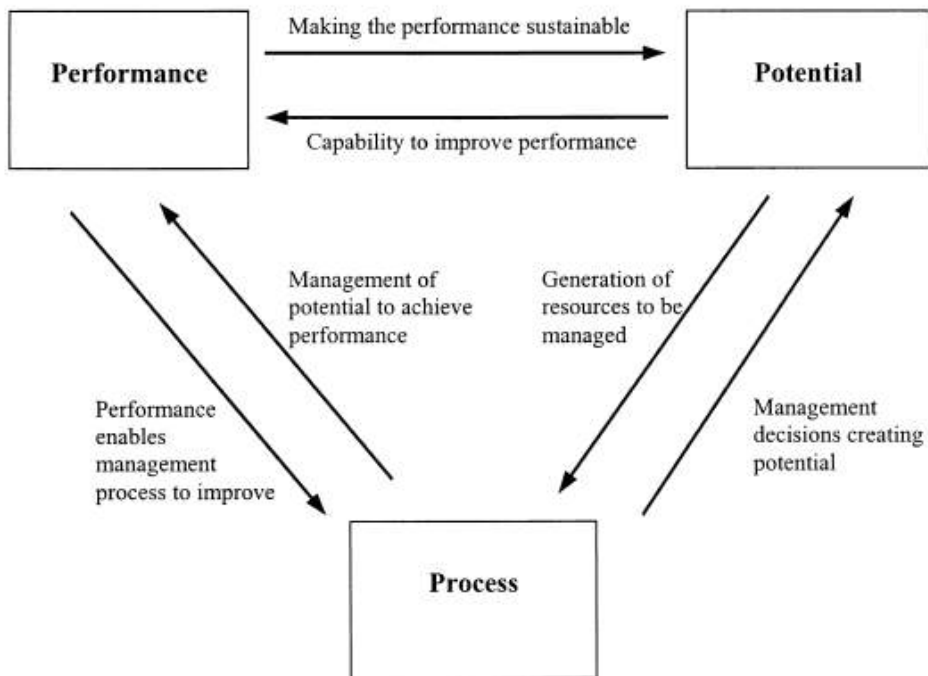 Making the performance sustainable
Performance
Potential
Capability to improve performance
Management of
potential to achieve
performance
Generation of
resources to be
managed
Performance
enables
management
process to improve
Management
decisions creating
potential
Process